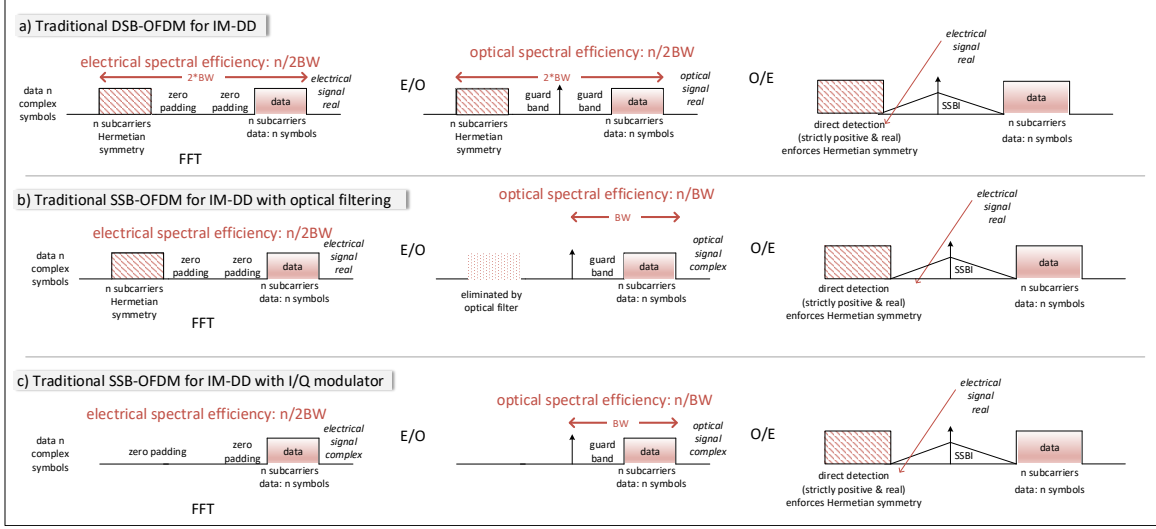 a) Traditional DSB-OFDM for IM-DD
electrical spectral efficiency: n/2BW
2*BW
data n
complex
symbols
zero
padding
zero
padding
data
electrical
signal
real
n subcarriers
Hermetian
symmetry
n subcarriers
data: n symbols
FFT
E/O
optical spectral efficiency: n/2BW
2*BW
guard
band
guard
band
data
optical
signal
real
n subcarriers
Hermetian
symmetry
n subcarriers
data: n symbols
O/E
electrical
signal
real
SSBI
data
direct detection
(strictly positive & real)
enforces Hermetian symmetry
n subcarriers
data: n symbols
b) Traditional SSB-OFDM for IM-DD with optical filtering
electrical spectral efficiency: n/2BW
data n
complex
symbols
zero
padding
zero
padding
data
electrical
signal
real
n subcarriers
Hermetian
symmetry
n subcarriers
data: n symbols
FFT
E/O
optical spectral efficiency: n/BW
BW
guard
band
data
optical
signal
complex
eliminated by
optical filter
n subcarriers
data: n symbols
O/E
electrical
signal
real
SSBI
data
direct detection
(strictly positive & real)
enforces Hermetian symmetry
n subcarriers
data: n symbols
c) Traditional SSB-OFDM for IM-DD with I/Q modulator
electrical spectral efficiency: n/2BW
data n
complex
symbols
zero padding
zero
padding
data
electrical
signal
complex
n subcarriers
data: n symbols
FFT
E/O
optical spectral efficiency: n/BW
BW
guard
band
data
optical
signal
complex
n subcarriers
data: n symbols
O/E
electrical
signal
real
SSBI
data
direct detection
(strictly positive & real)
enforces Hermetian symmetry
n subcarriers
data: n symbols